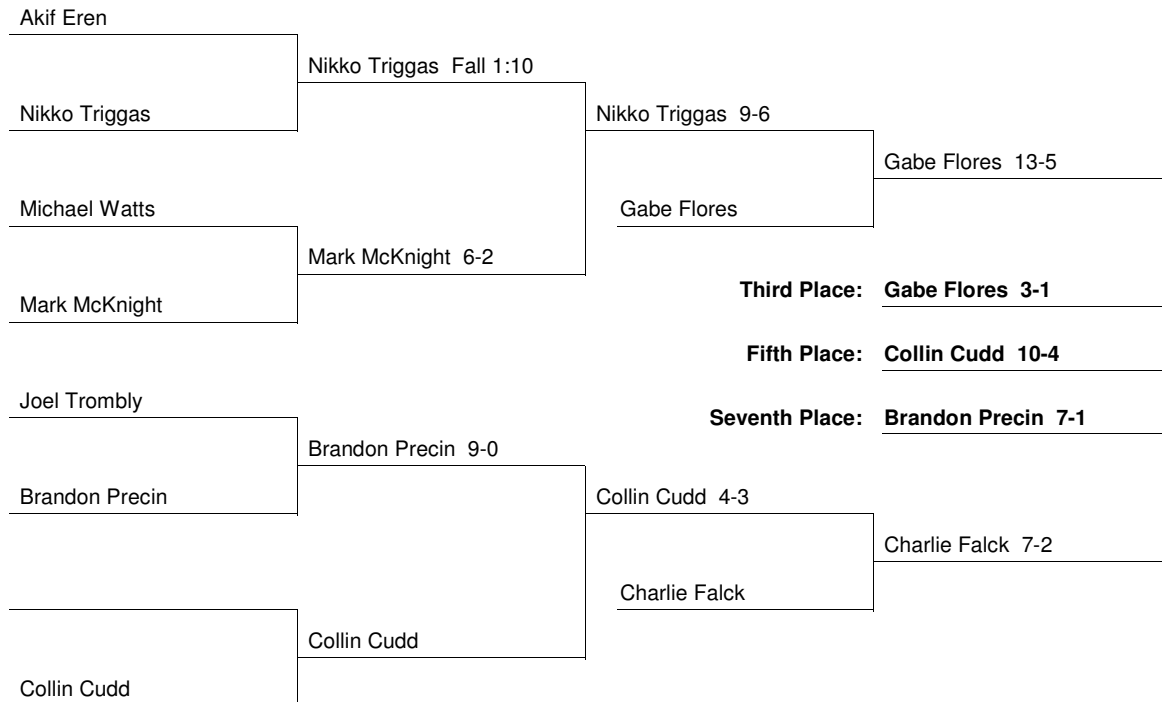 Akif Eren
Nikko Triggas Fall 1:10
Nikko Triggas
Nikko Triggas 9-6
Gabe Flores 13-5
Michael Watts
Gabe Flores
Mark McKnight 6-2
Third Place: Gabe Flores 3-1
Mark McKnight
Fifth Place: Collin Cudd 10-4
Joel Trombly
Seventh Place: Brandon Precin 7-1
Brandon Precin 9-0
Brandon Precin
Collin Cudd 4-3
Charlie Falck 7-2
Charlie Falck
Collin Cudd
Collin Cudd